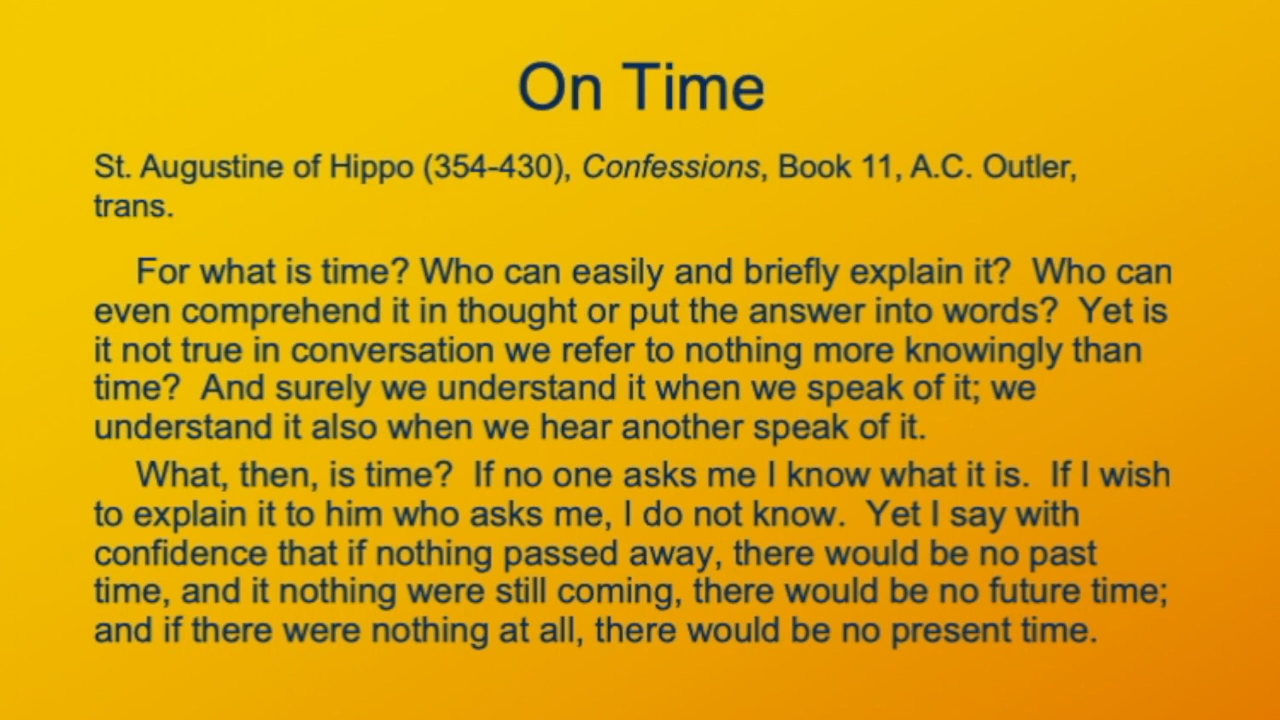 On Time
St. Augustine of Hippo (354-430), Confessions, Book 11, A.C. Outler,
trans.
For what is time? Who can easily and briefly explain it?  Who can
even comprehend it in thought or put the answer into words?  Yet is
it not true in conversation we refer to nothing more knowingly than
time?  And surely we understand it when we speak of it; we
understand it also when we hear another speak of it.
What, then, is time?  If no one asks me I know what it is.  If I wish
to explain it to him who asks me, I do not know.  Yet I say with
confidence that if nothing passed away, there would be no past
time, and it nothing were still coming, there would be no future time;
and if there were nothing at all, there would be no present time.